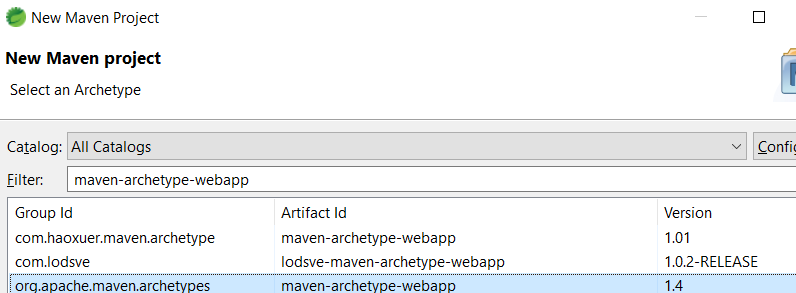 New Maven Project
New Maven project
Select an Archetype
Catalog: All Catalogs Config
Filter: maven-archetype-webapp
Group Id Artifact Id Version
com.haoxuer.maven.archetype maven-archetype-webapp 1.01
com.lodsve lodsve-maven-archetype-webapp 1.0.2-RELEASE
org.apache.maven.archetypes maven-archetype-webapp 1.4